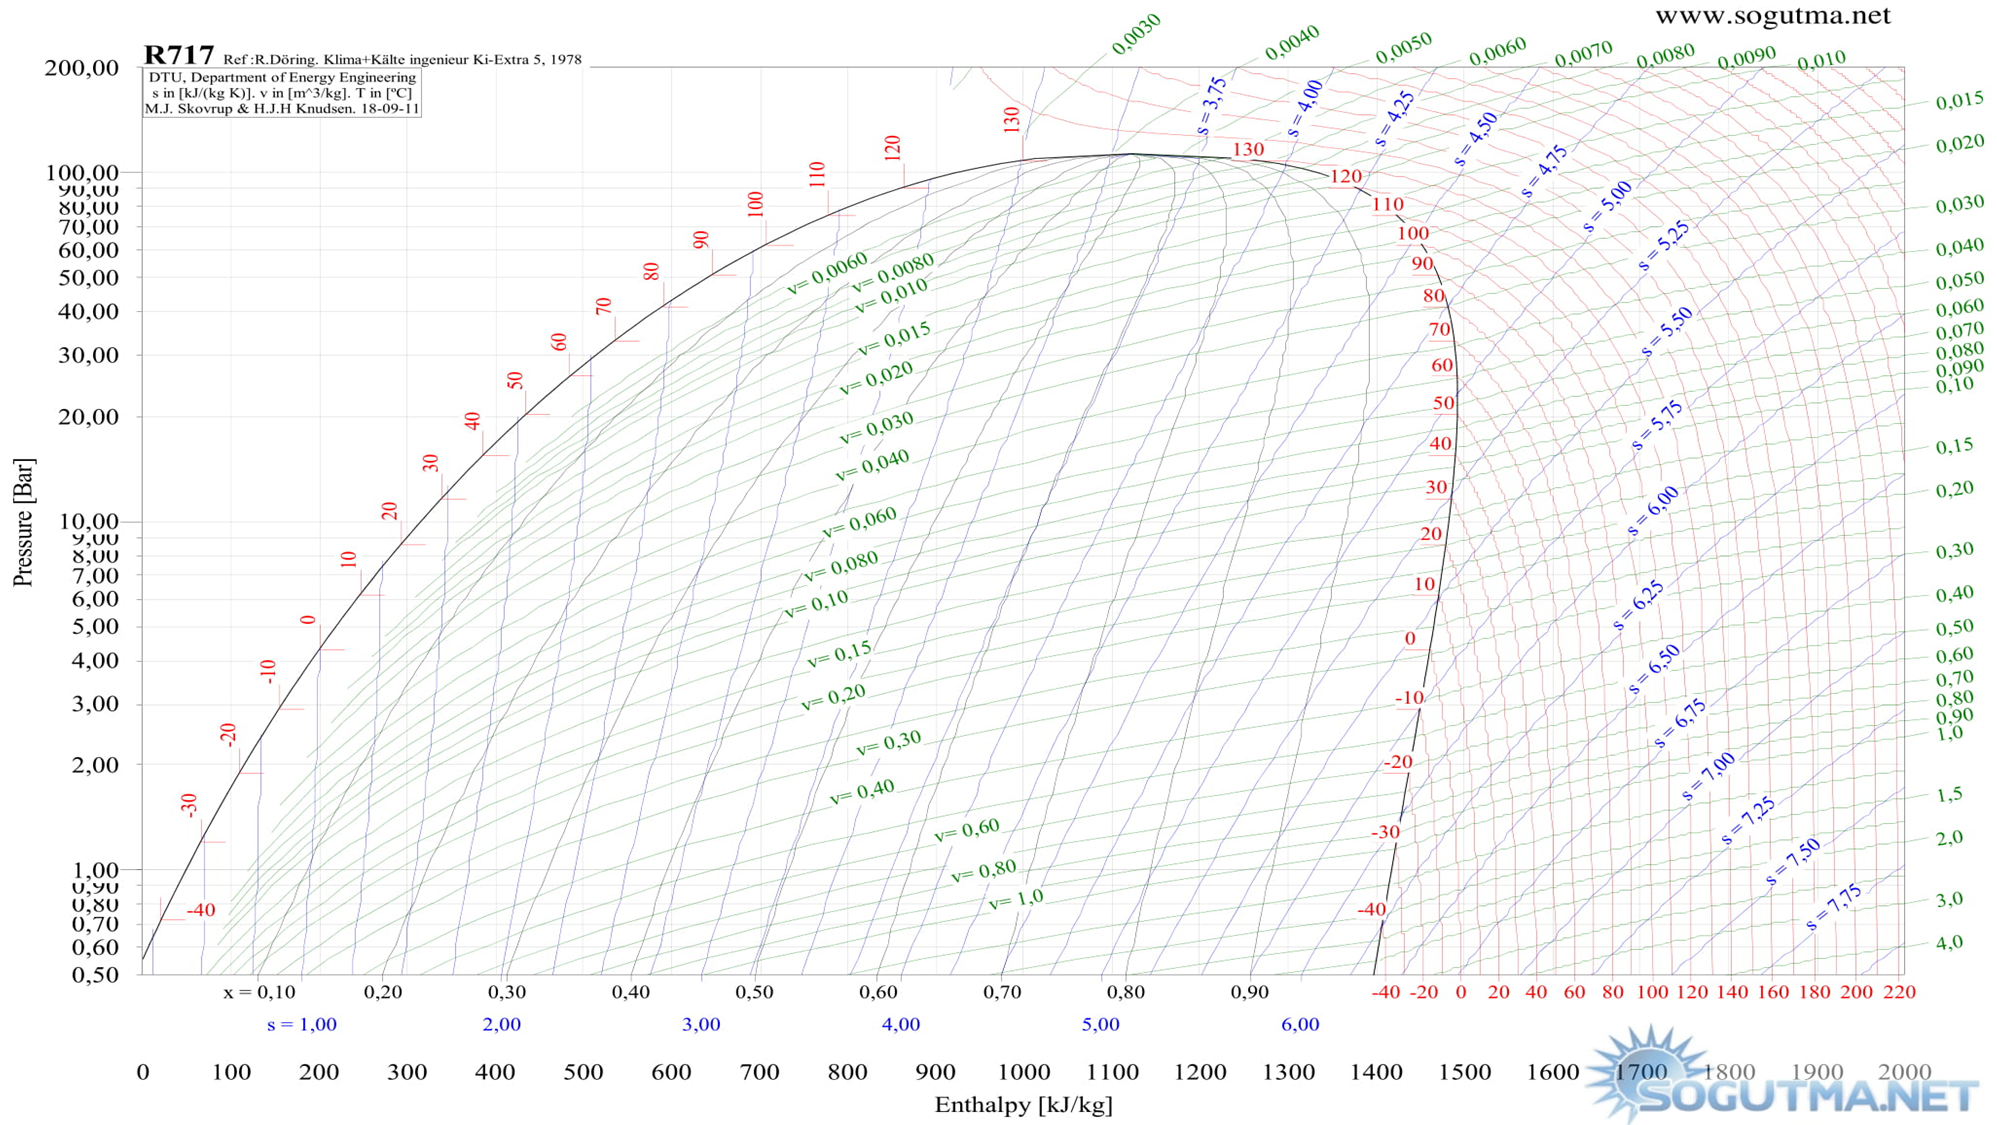 www.sogutma.net
R717 Ref :R.Döring. Klima+Kälte ingenieur Ki-Extra 5, 1978
DTU, Department of Energy Engineering
s in [kJ/(kg K)]. v in [m^3/kg]. T in [ºC]
M.J. Skovrup & H.J.H Knudsen. 18-09-11
0,0030 0,0040 0,0050 0,0060 0,0070 0,0080 0,0090 0,010
0,015
0,020
0,030
0,040
0,050
0,060
0,070
0,080
0,090
0,10
0,15
0,20
0,30
0,40
0,50
0,60
0,70
0,80
0,90
1,0
1,5
2,0
3,0
4,0
Pressure [Bar]
200,00
100,00
90,00
80,00
70,00
60,00
50,00
40,00
30,00
20,00
10,00
9,00
8,00
7,00
6,00
5,00
4,00
3,00
2,00
1,00
0,90
0,80
0,70
0,60
0,50
130
120
110
100
90
80
70
60
50
40
30
20
10
0
-10
-20
-30
-40
130
120
110
100
90
80
70
60
50
40
30
20
10
0
-10
-20
-30
-40
v= 0,0060
v= 0,0080
v= 0,010
v= 0,015
v= 0,020
v= 0,030
v= 0,040
v= 0,060
v= 0,080
v= 0,10
v= 0,15
v= 0,20
v= 0,30
v= 0,40
v= 0,60
v= 0,80
v= 1,0
s = 3,75
s = 4,00
s = 4,25
s = 4,50
s = 4,75
s = 5,00
s = 5,25
s = 5,50
s = 5,75
s = 6,00
s = 6,25
s = 6,50
s = 6,75
s = 7,00
s = 7,25
s = 7,50
s = 7,75
x = 0,10 0,20 0,30 0,40 0,50 0,60 0,70 0,80 0,90 -40 -20 0 20 40 60 80 100 120 140 160 180 200 220
s = 1,00 2,00 3,00 4,00 5,00 6,00
0 100 200 300 400 500 600 700 800 900 1000 1100 1200 1300 1400 1500 1600 1700 1800 1900 2000
Enthalpy [kJ/kg]
SOGUTMA.NET